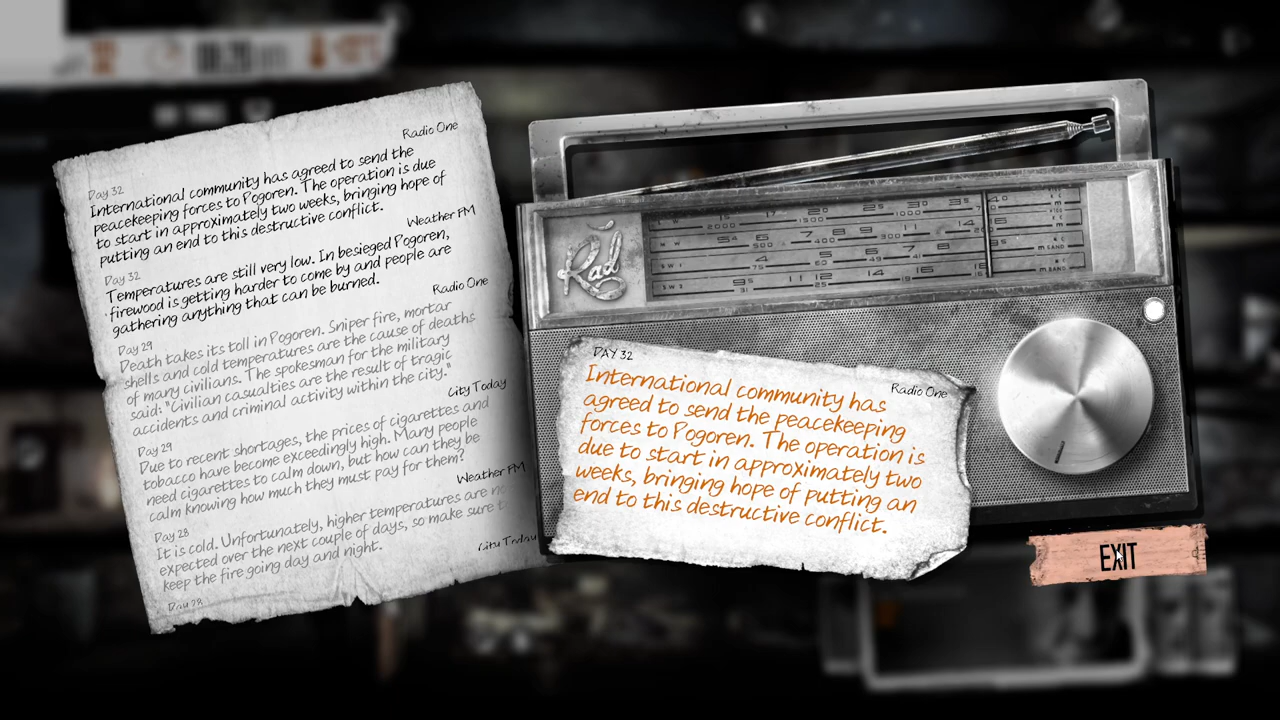 Radio One
Day 32
International community has agreed to send the
peacekeeping forces to Pogoren. The operation is due
to start in approximately two weeks, bringing hope of
putting an end to this destructive conflict.
Weather FM
Day 32
Temperatures are still very low. In besieged Pogoren,
firewood is getting harder to come by and people are
gathering anything that can be burned.
Radio One
Day 29
Death takes its toll in Pogoren. Sniper fire, mortar
shells and cold temperatures are the cause of deaths
of many civilians. The spokesman for the military
said: "Civilian casualties are the result of tragic
accidents and criminal activity within the city."
City Today
Day 29
Due to recent shortages, the prices of cigarettes and
tobacco have become exceedingly high. Many people
need cigarettes to calm down, but how can they be
calm knowing how much they must pay for them?
Weather FM
Day 28
It is cold. Unfortunately, higher temperatures are
expected over the next couple of days, so make sure
keep the fire going day and night.
City Today
Day 28
Rad
DAY 32
Radio One
International community has
agreed to send the peacekeeping
forces to Pogoren. The operation is
due to start in approximately two
weeks, bringing hope of putting an
end to this destructive conflict.
EXIT